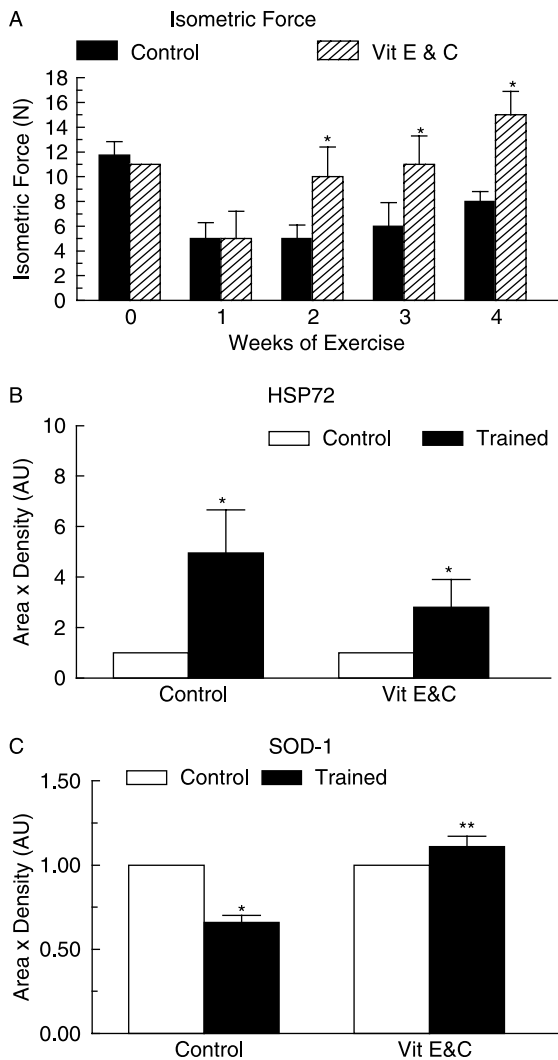 A Isometric Force
Control Vit E & C
18
16
14
12
10
8
6
4
2
0
Isometric Force (N)
* * *
0 1 2 3 4
Weeks of Exercise
B HSP72
Control Trained
10
8
6
4
2
0
Area x Density (AU)
* *
Control Vit E&C
C SOD-1
Control Trained
1.50
1.00
0.50
0.00
Area x Density (AU)
* **
Control Vit E&C